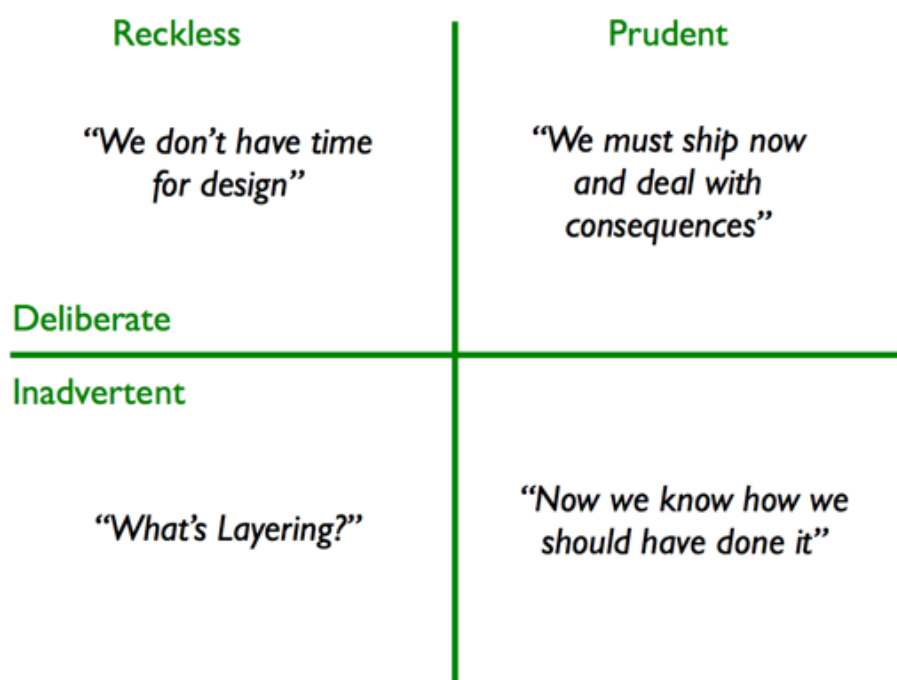 Reckless
Prudent
“We don’t have time
for design”
“We must ship now
and deal with
consequences”
Deliberate
Inadvertent
“What’s Layering?”
“Now we know how we
should have done it”